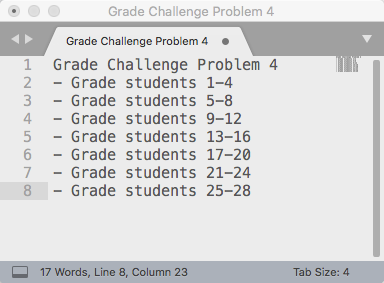 Grade Challenge Problem 4
Grade Challenge Problem 4
1 Grade Challenge Problem 4
2 - Grade students 1-4
3 - Grade students 5-8
4 - Grade students 9-12
5 - Grade students 13-16
6 - Grade students 17-20
7 - Grade students 21-24
8 - Grade students 25-28
17 Words, Line 8, Column 23 Tab Size: 4